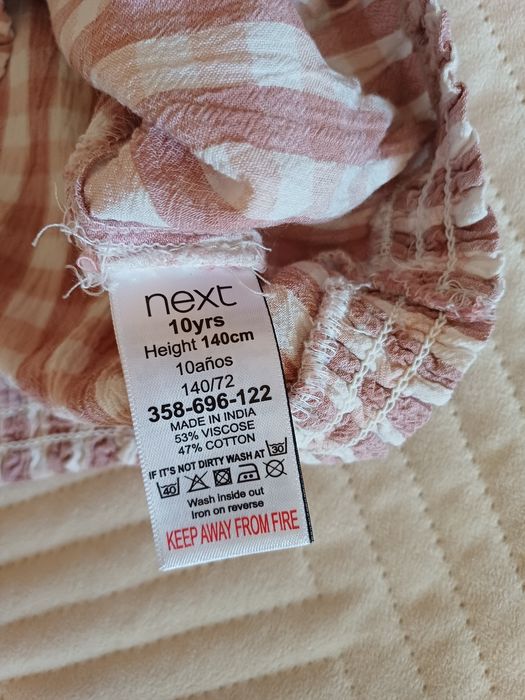 next
10yrs
Height 140cm
10años
140/72
358-696-122
MADE IN INDIA
53% VISCOSE
47% COTTON
IF IT'S NOT DIRTY WASH AT 30
40
Wash inside out
Iron on reverse
KEEP AWAY FROM FIRE